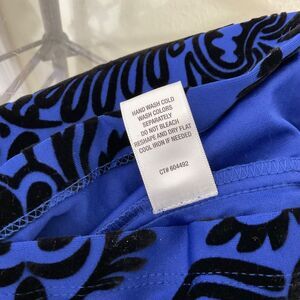 HAND WASH COLD
WASH COLORS
SEPARATELY
DO NOT BLEACH
RESHAPE AND DRY FLAT
COOL IRON IF NEEDED
CT# 604492